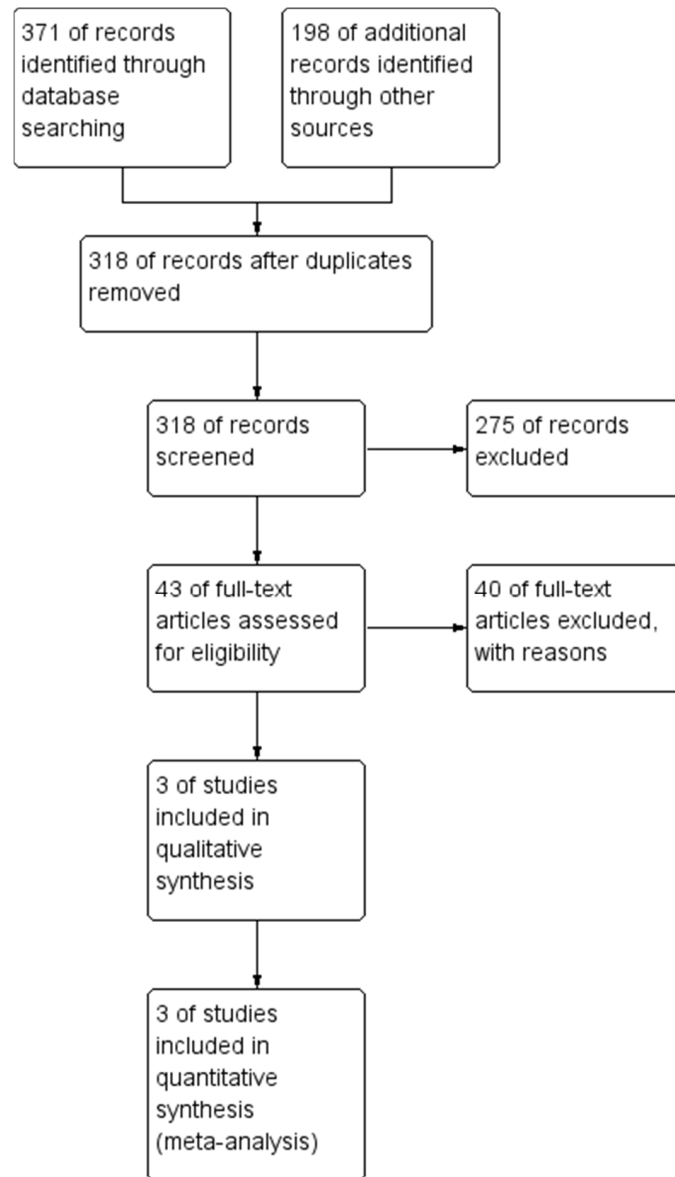 371 of records
identified through
database
searching
198 of additional
records identified
through other
sources
318 of records after duplicates
removed
318 of records
screened
275 of records
excluded
43 of full-text
articles assessed
for eligibility
40 of full-text
articles excluded,
with reasons
3 of studies
included in
qualitative
synthesis
3 of studies
included in
quantitative
synthesis
(meta-analysis)